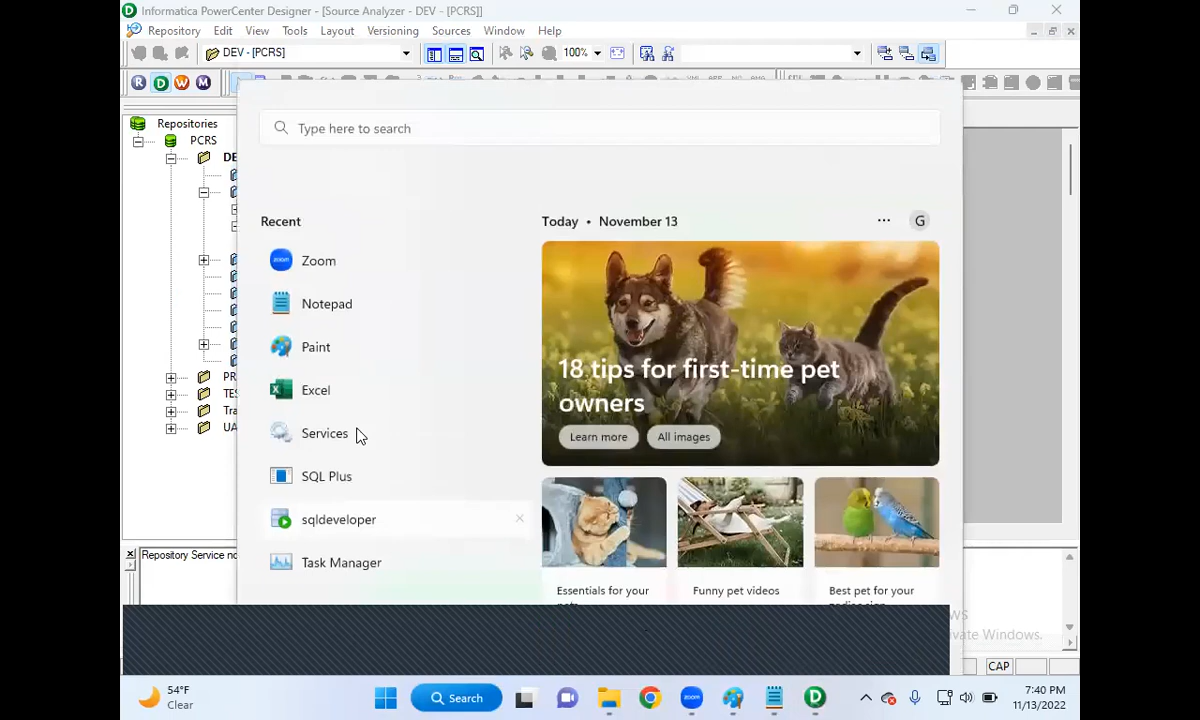 Informatica PowerCenter Designer - [Source Analyzer - DEV - [PCRS]]
Repository Edit View Tools Layout Versioning Sources Window Help
DEV - [PCRS]
100%
R D W M
Repositories
PCRS
Type here to search
Recent
Today • November 13
G
Zoom
Notepad
Paint
Excel
Services
SQL Plus
sqldeveloper
Task Manager
18 tips for first-time pet
owners
Learn more
All images
Essentials for your
Funny pet videos
Best pet for your
Repository Service
CAP
54°F
Clear
Search
7:40 PM
11/13/2022